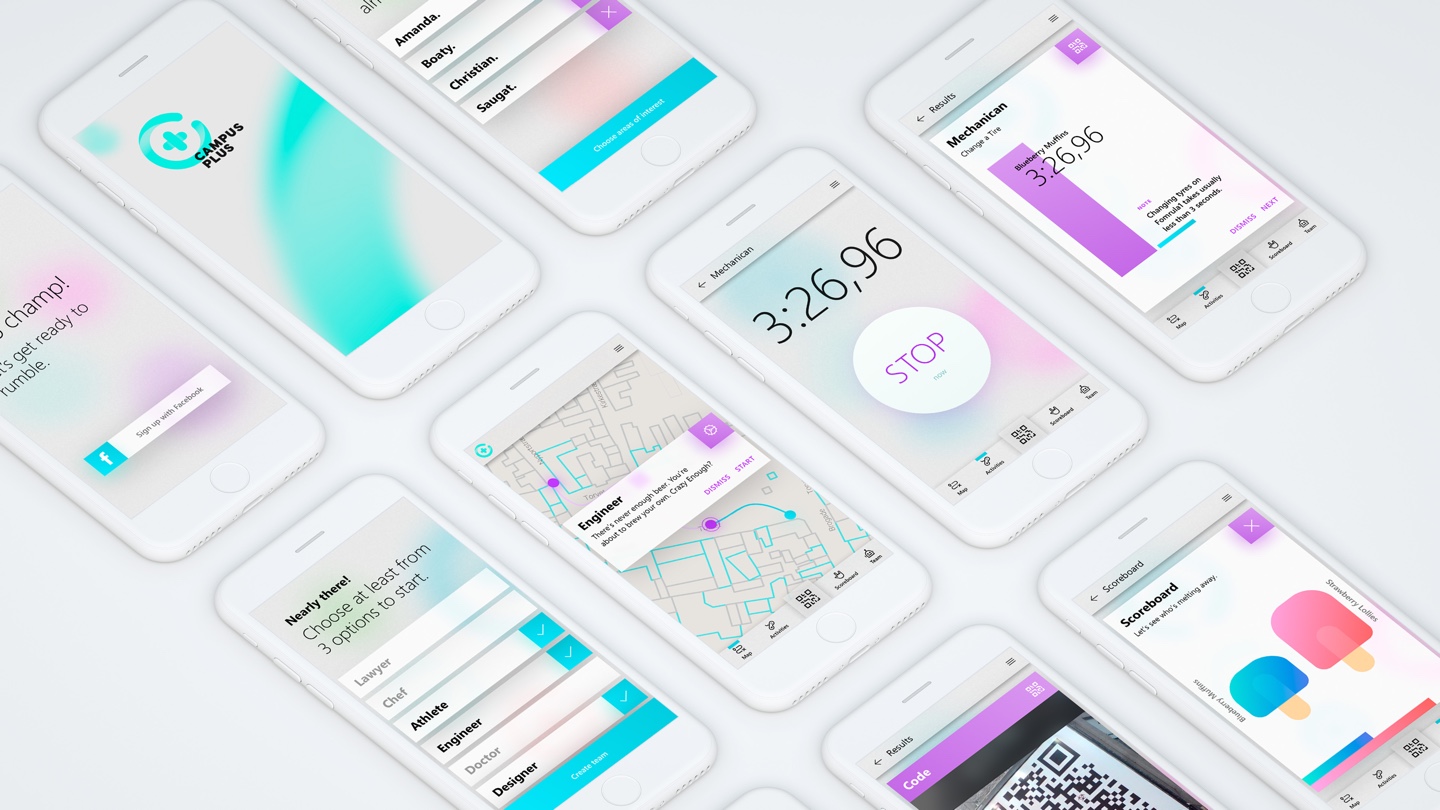 CAMPUS
PLUS
Amanda.
Boaty.
Christian.
Saugat.
Choose areas of interest
← Results
Mechanican
Change a Tire
Blueberry Muffins
3:26,96
NOTE
Changing tyres on
Fomrula1 takes usually
less than 3 seconds.
DISMISS NEXT
Map
Activities
Scoreboard
Team
champ!
get ready to
rumble.
Sign up with Facebook
f
← Mechanican
3:26,96
STOP
now
Map
Activities
Scoreboard
Team
Engineer
There's never enough beer. You're
about to brew your own. Crazy Enough?
DISMISS START
Map
Activities
Scoreboard
Team
Nearly there!
Choose at least from
3 options to start.
Lawyer
Chef
Athlete
Engineer
Doctor
Designer
Create team
← Scoreboard
Scoreboard
Let's see who's melting away.
Strawberry Lollies
Blueberry Muffins
Map
Activities
Scoreboard
← Results
Code